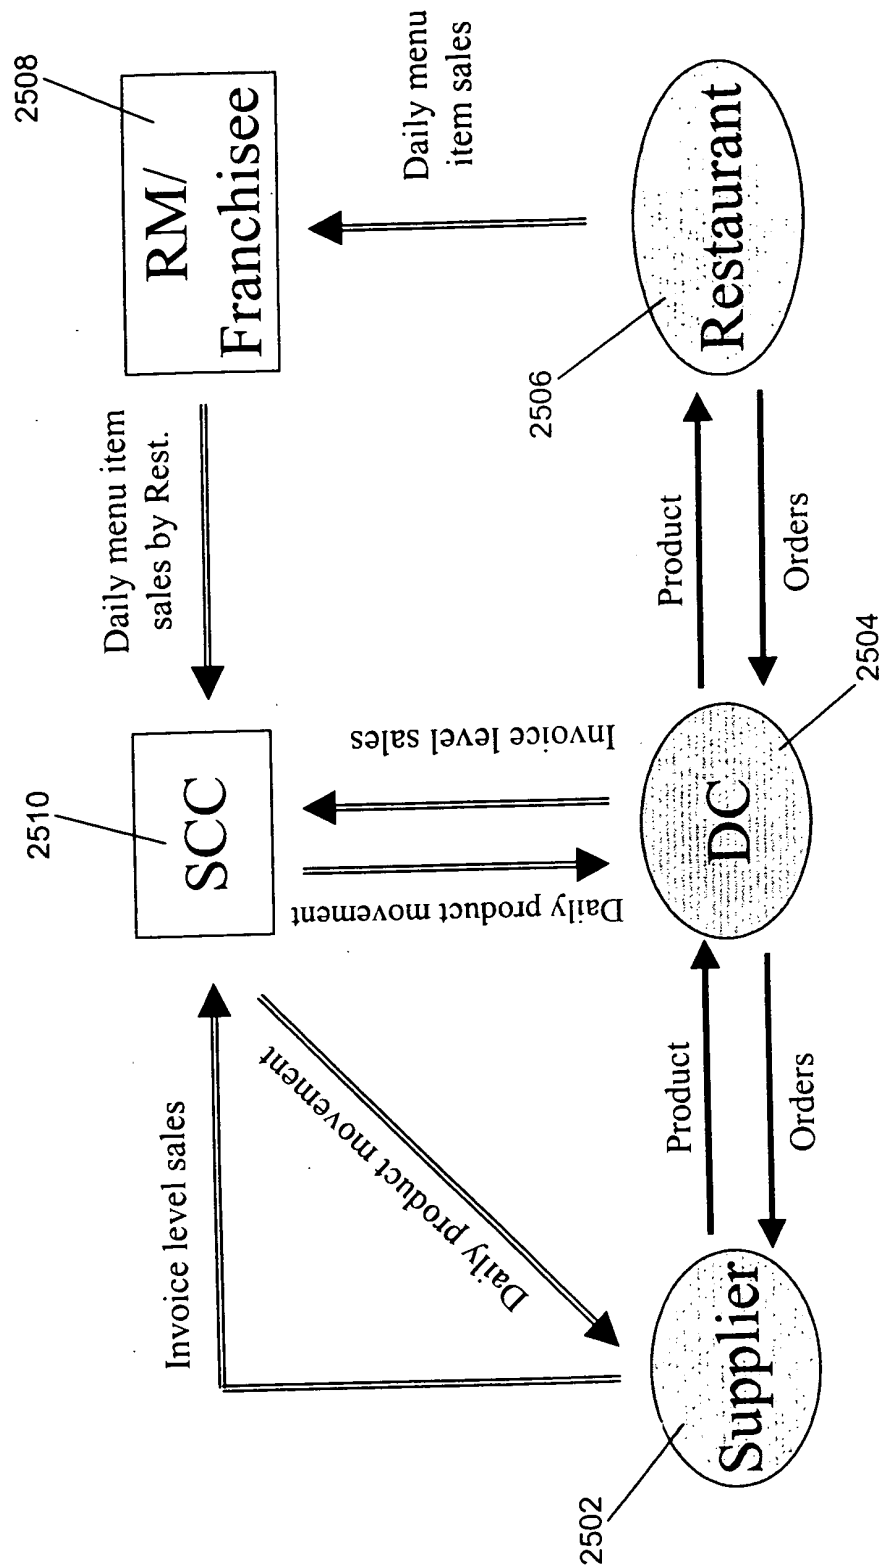 2510
SCC
Daily menu item
sales by Rest.
2508
RM/
Franchisee
Invoice level sales
Daily product movement
Daily product movement
Invoice level sales
Daily menu
item sales
2502
Supplier
Product
Orders
DC
2504
Product
Orders
2506
Restaurant